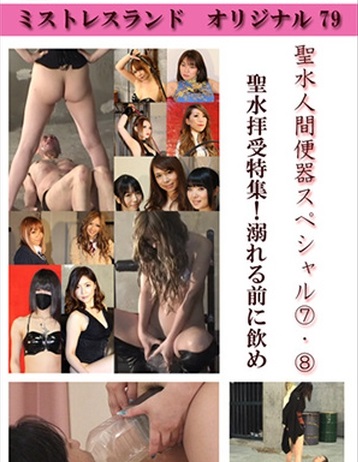 ミストレスランド　オリジナル 79
聖水人間便器スペシャル⑦・⑧
聖水拝受特集！溺れる前に飲め